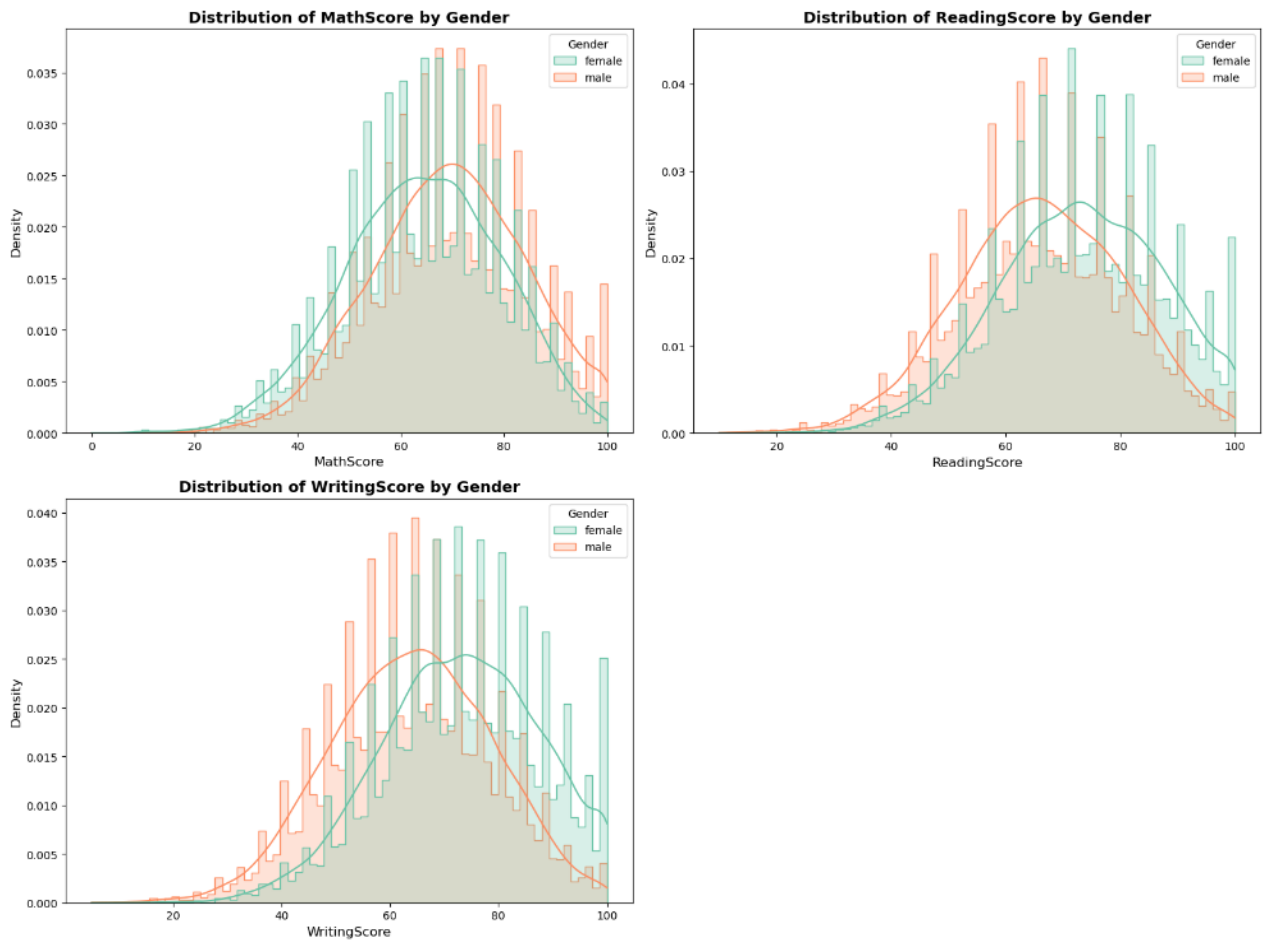 Distribution of MathScore by Gender
Gender
female
male
0.035
0.030
0.025
0.020
0.015
0.010
0.005
0.000
Density
0
20
40
60
80
100
MathScore
Distribution of ReadingScore by Gender
Gender
female
male
0.04
0.03
0.02
0.01
0.00
Density
20
40
60
80
100
ReadingScore
Distribution of WritingScore by Gender
Gender
female
male
0.040
0.035
0.030
0.025
0.020
0.015
0.010
0.005
0.000
Density
20
40
60
80
100
WritingScore